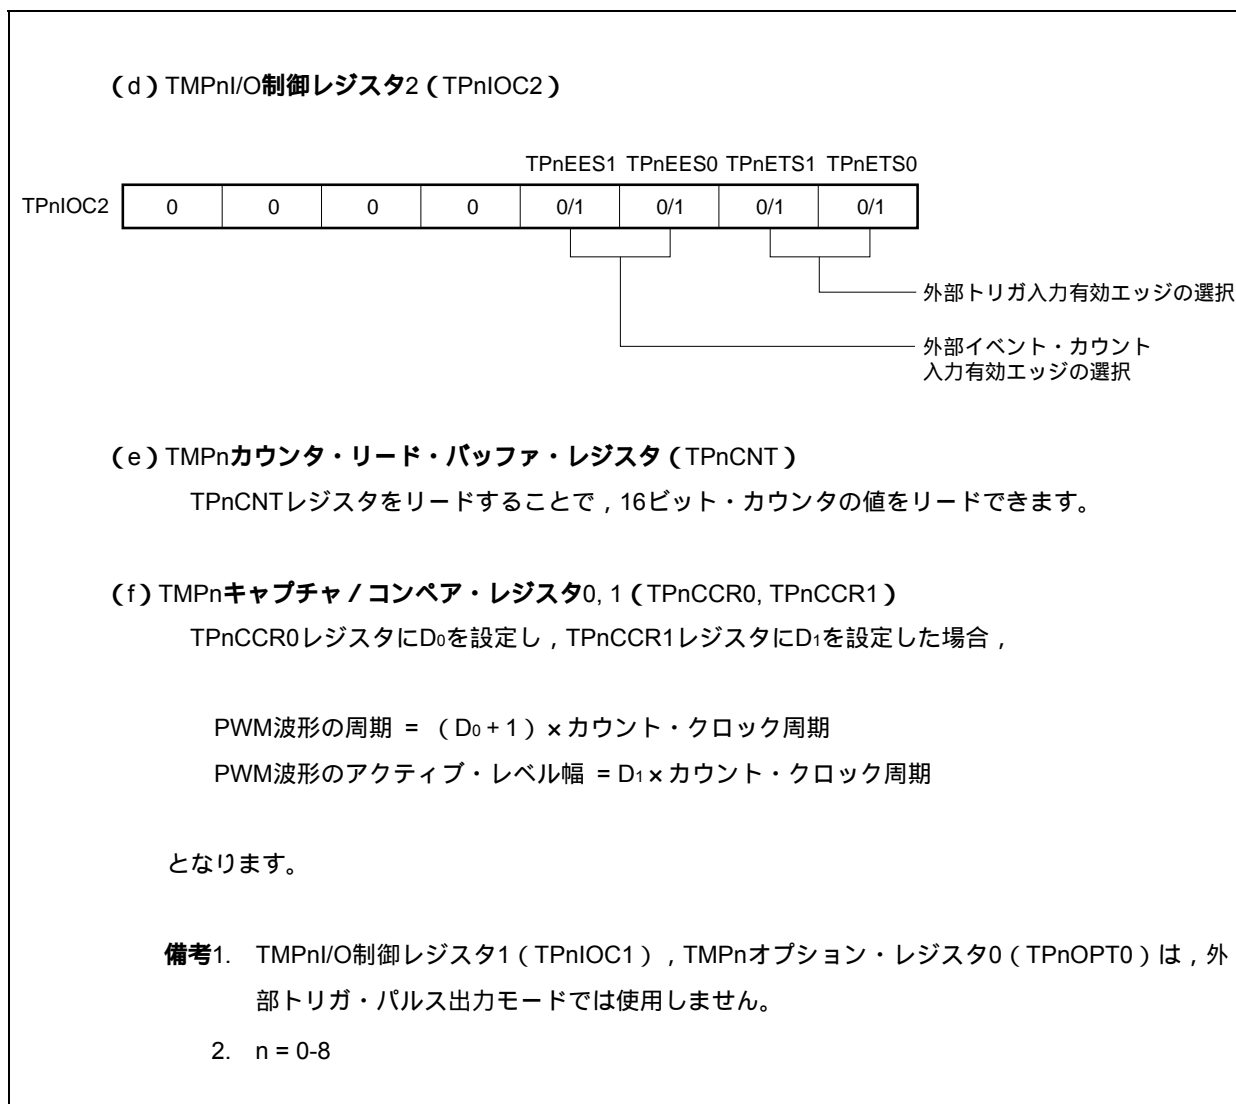 (d)TMPnI/O制御レジスタ2(TPnIOC2)
TPnEES1 TPnEES0 TPnETS1 TPnETS0
TPnIOC2 0 0 0 0 0/1 0/1 0/1 0/1
外部トリガ入力有効エッジの選択
外部イベント・カウント
入力有効エッジの選択
(e)TMPnカウンタ・リード・バッファ・レジスタ(TPnCNT)
TPnCNTレジスタをリードすることで,16ビット・カウンタの値をリードできます。
(f)TMPnキャプチャ/コンペア・レジスタ0, 1(TPnCCR0, TPnCCR1)
TPnCCR0レジスタにD0を設定し,TPnCCR1レジスタにD1を設定した場合,
PWM波形の周期 = (D0+1)×カウント・クロック周期
PWM波形のアクティブ・レベル幅 = D1×カウント・クロック周期
となります。
備考1. TMPnI/O制御レジスタ1(TPnIOC1),TMPnオプション・レジスタ0(TPnOPT0)は,外
部トリガ・パルス出力モードでは使用しません。
2. n = 0-8